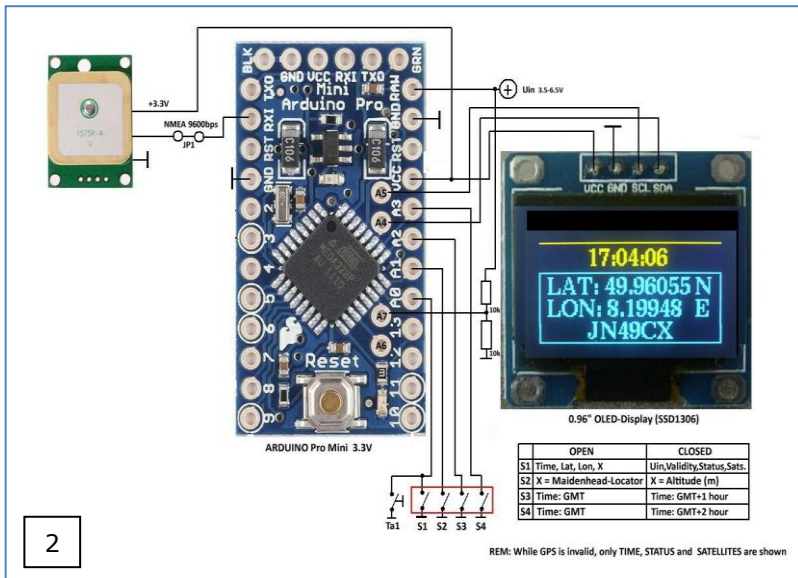 BLK
GND VCC RXI TXO
GRN
Mini
Arduino Pro
TXO
RXI
RST
GND
2
3
4
5
6
7
8
9
RAW
GND
RST
VCC
A3
A2
A1
A0
13
12
11
10
A5
A4
A7
A6
C106
C106
Reset
ARDUINO Pro Mini 3.3V
1575R-A
V
+3.3V
NMEA 9600bps
JP1
+ Uin 3.5-6.5V
10k
10k
VCC GND SCL SDA
17:04:06
LAT: 49.96055 N
LON: 8.19948 E
JN49CX
0.96" OLED-Display (SSD1306)
OPEN CLOSED
S1 Time, Lat, Lon, X Uin,Validity,Status,Sats.
S2 X = Maidenhead-Locator X = Altitude (m)
S3 Time: GMT Time: GMT+1 hour
S4 Time: GMT Time: GMT+2 hour
Ta1 S1 S2 S3 S4
2
REM: While GPS is invalid, only TIME, STATUS and SATELLITES are shown